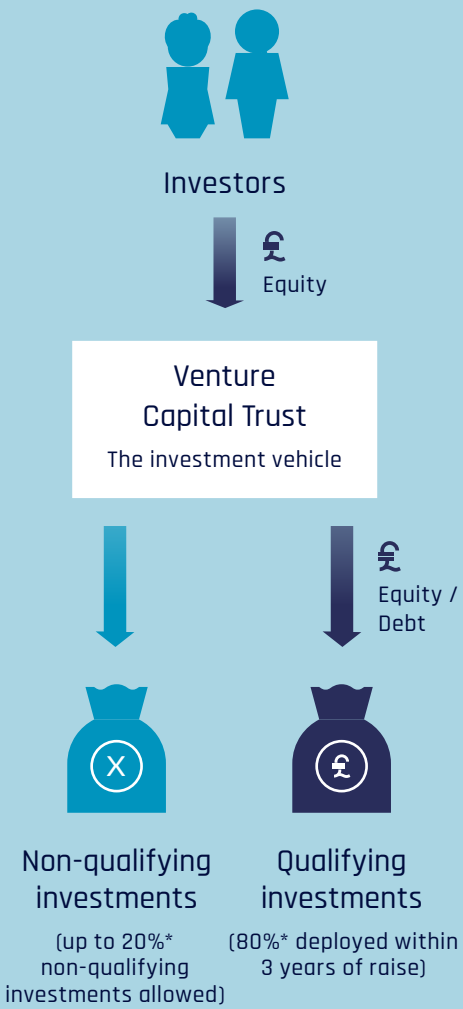 Investors
£
Equity
Venture
Capital Trust
The investment vehicle
£
Equity /
Debt
X
£
Non-qualifying
investments
(up to 20%*
non-qualifying
investments allowed)
Qualifying
investments
(80%* deployed within
3 years of raise)